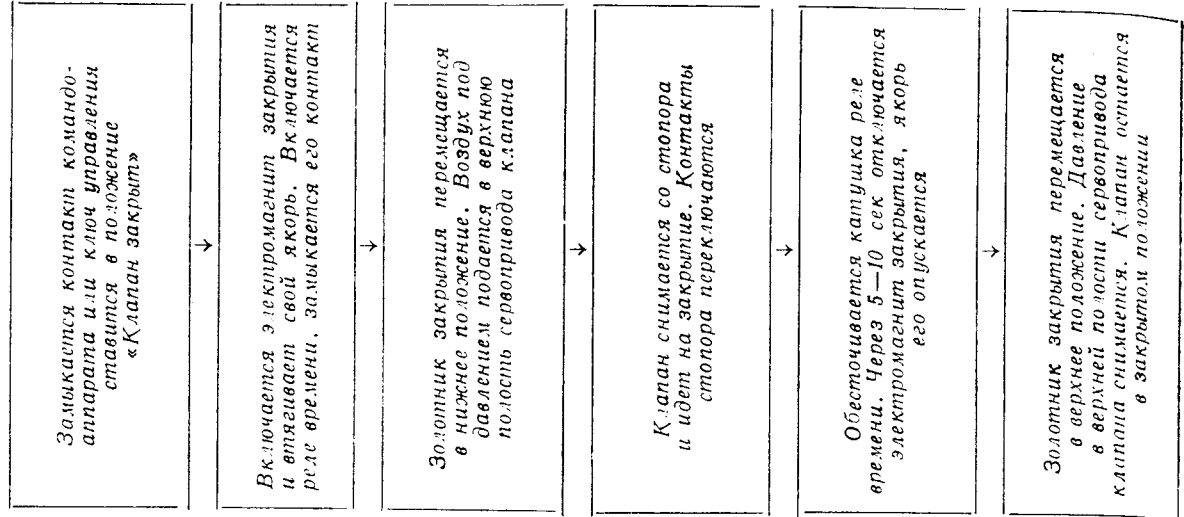 Замыкается контакт командо-
аппарата или ключ управления
ставится в положение
«Клапан закрыт»
↓
Включается электромагнит закрытия
и втягивает свой якорь. Включается
реле времени, замыкается его контакт
↓
Золотник закрытия перемещается
в нижнее положение. Воздух под
давлением подается в верхнюю
полость сервопривода клапана
↓
Клапан снимается со стопора
и идет на закрытие. Контакты
стопора переключаются
↓
Обесточивается катушка реле
времени. Через 5—10 сек отключается
электромагнит закрытия, якорь
его опускается
↓
Золотник закрытия перемещается
в верхнее положение. Давление
в верхней полости сервопривода
клапана снимается. Клапан остается
в закрытом положении